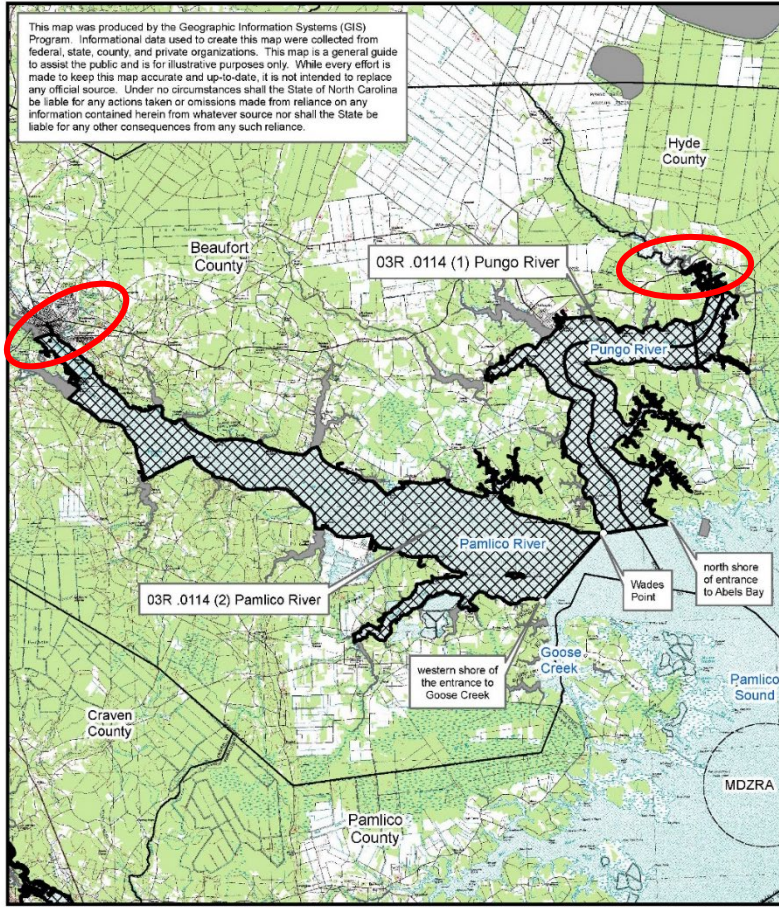 This map was produced by the Geographic Information Systems (GIS)
Program. Informational data used to create this map were collected from
federal, state, county, and private organizations. This map is a general guide
to assist the public and is for illustrative purposes only. While every effort is
made to keep this map accurate and up-to-date, it is not intended to replace
any official source. Under no circumstances shall the State of North Carolina
be liable for any actions taken or omissions made from reliance on any
information contained herein from whatever source nor shall the State be
liable for any other consequences from any such reliance.
Hyde
County
Beaufort
County
03R .0114 (1) Pungo River
Pungo River
Pamlico River
03R .0114 (2) Pamlico River
Wades
Point
north shore
of entrance
to Abels Bay
western shore of
the entrance to
Goose Creek
Goose
Creek
Pamlico
Sound
Craven
County
MDZRA
Pamlico
County